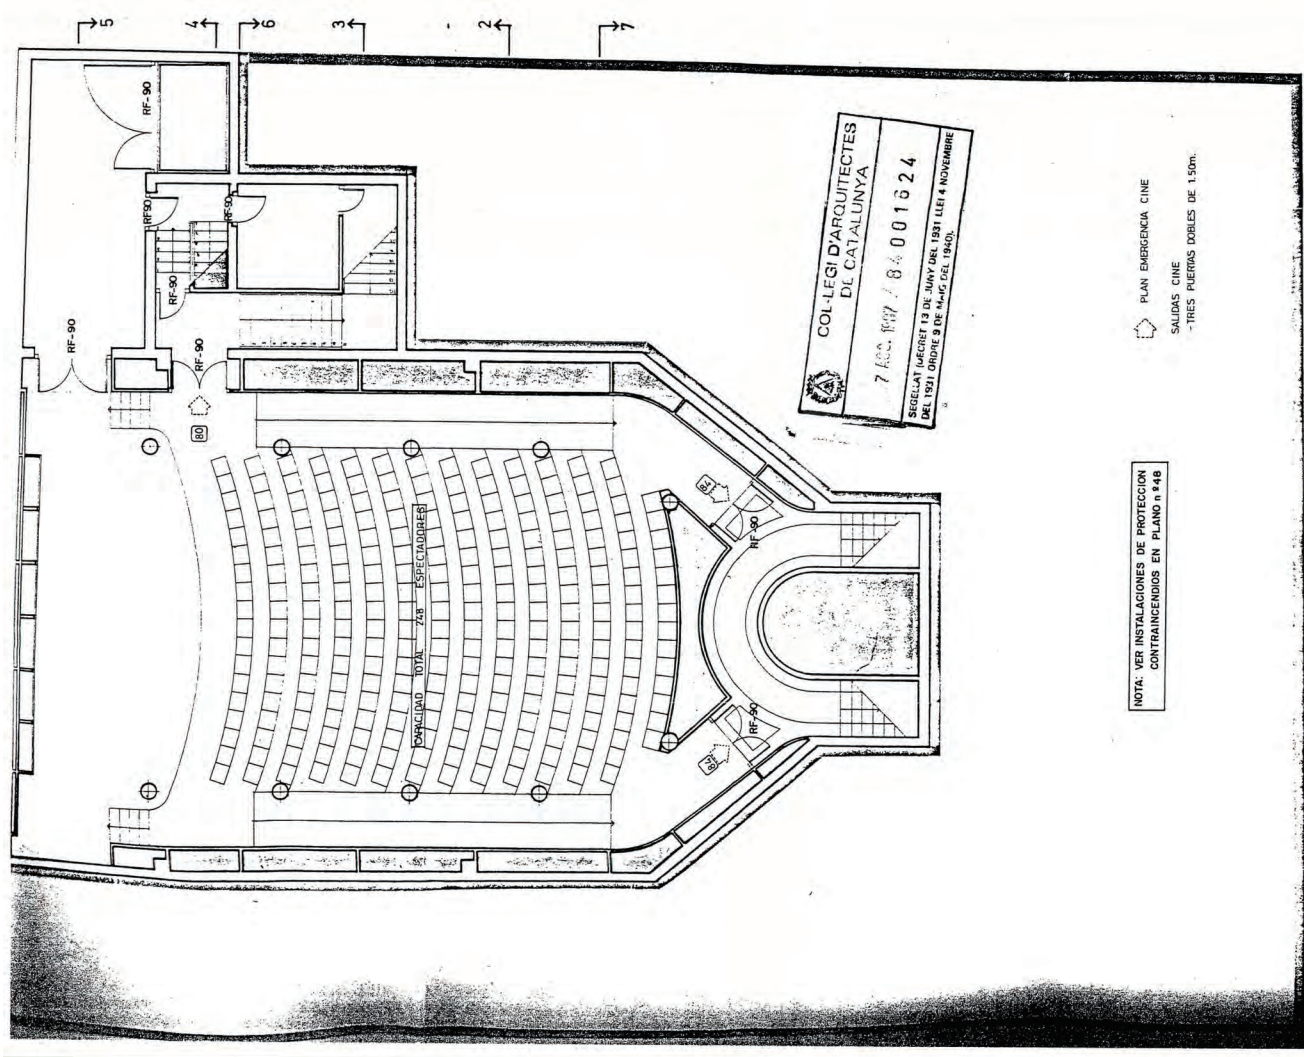 5
4
6
3
2
7
RF-90
RF90
RF-90
RF-90
RF-90
RF-90
80
CAPACIDAD TOTAL 248 ESPECTADORES
84
RF-90
84
RF-90
COL·LEGI D'ARQUITECTES
DE CATALUNYA
84001624
SEGELLAT (DECRET 13 DE JUNY DEL 1931 LLEI 4 NOVEMBRE
DEL 1931 ORDRE 9 DE MAIG DEL 1940).
PLAN EMERGENCIA CINE
SALIDAS CINE
- TRES PUERTAS DOBLES DE 1.50m.
NOTA: VER INSTALACIONES DE PROTECCION
CONTRAINCENDIOS EN PLANO nº48